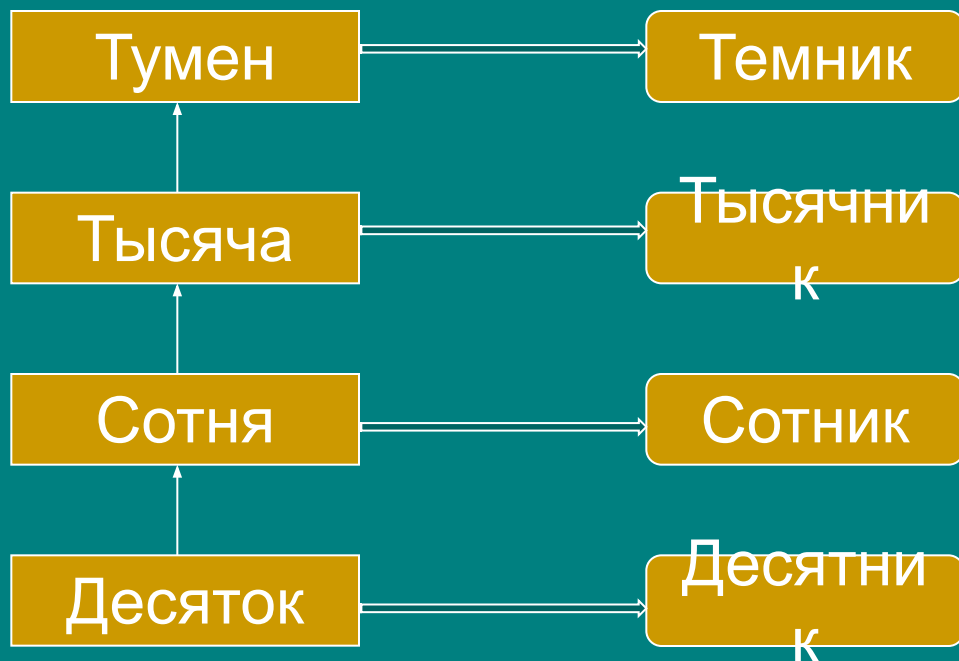 Тумен
Темник
Тысяча
Тысячни
к
Сотня
Сотник
Десяток
Десятни
к